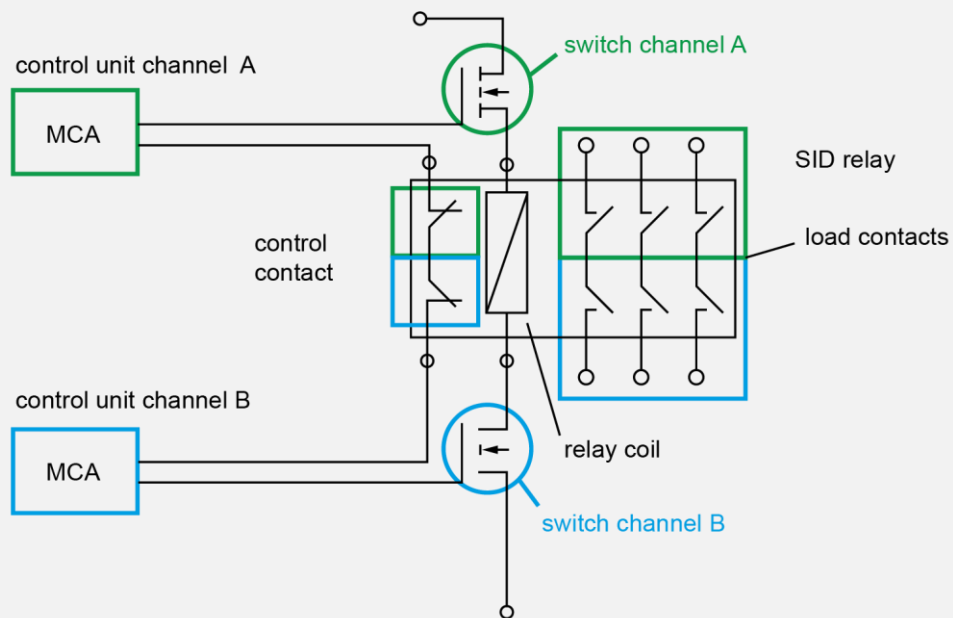 switch channel A
control unit channel A
MCA
SID relay
load contacts
control
contact
control unit channel B
relay coil
MCA
switch channel B